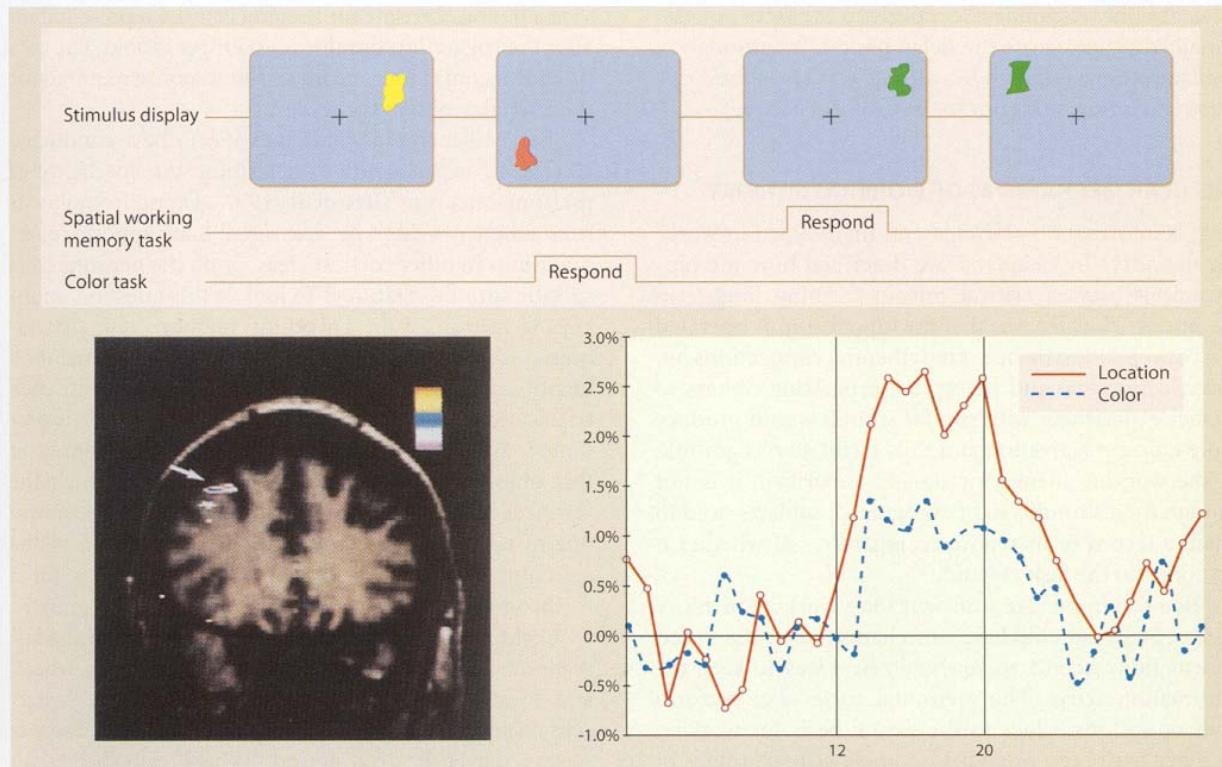 Stimulus display
Spatial working
memory task
Respond
Color task
Respond
3.0%
2.5%
2.0%
1.5%
1.0%
0.5%
0.0%
-0.5%
-1.0%
12
20
Location
Color